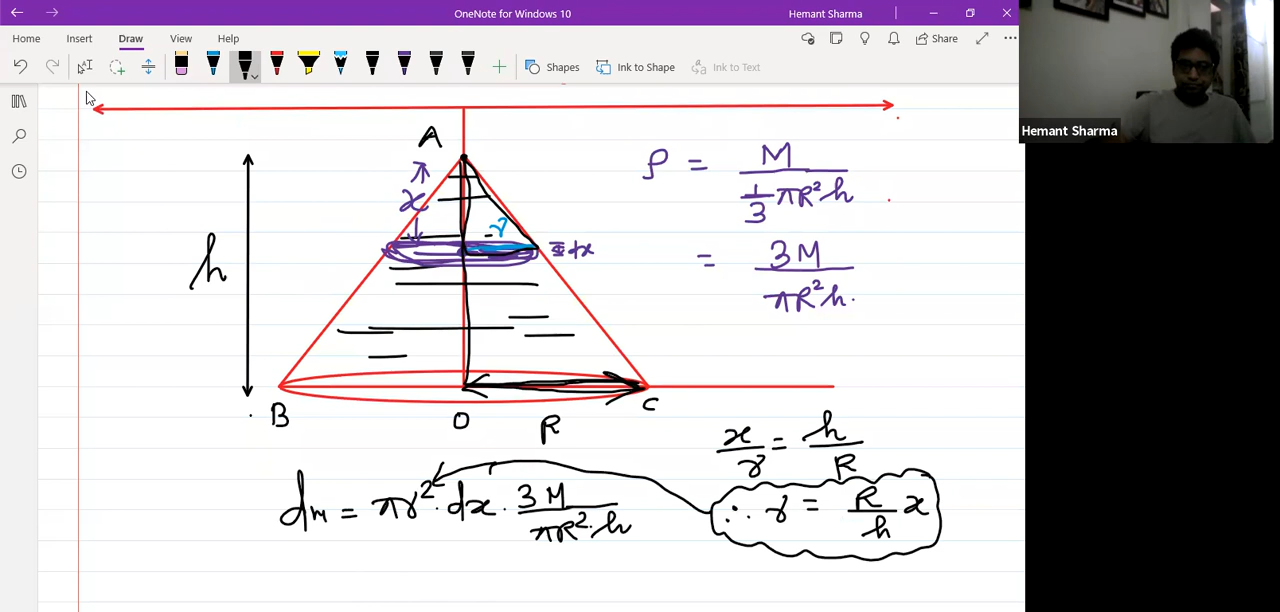 OneNote for Windows 10
Hemant Sharma
Home Insert Draw View Help
Share
Shapes Ink to Shape Ink to Text
Hemant Sharma
A
ρ = M / (1/3 πR²h)
x
r
dx
h
= 3M / (πR²h)
B O C
R
x/r = h/R
dm = πr² · dx · 3M / (πR² · h)
∴ r = R/h x